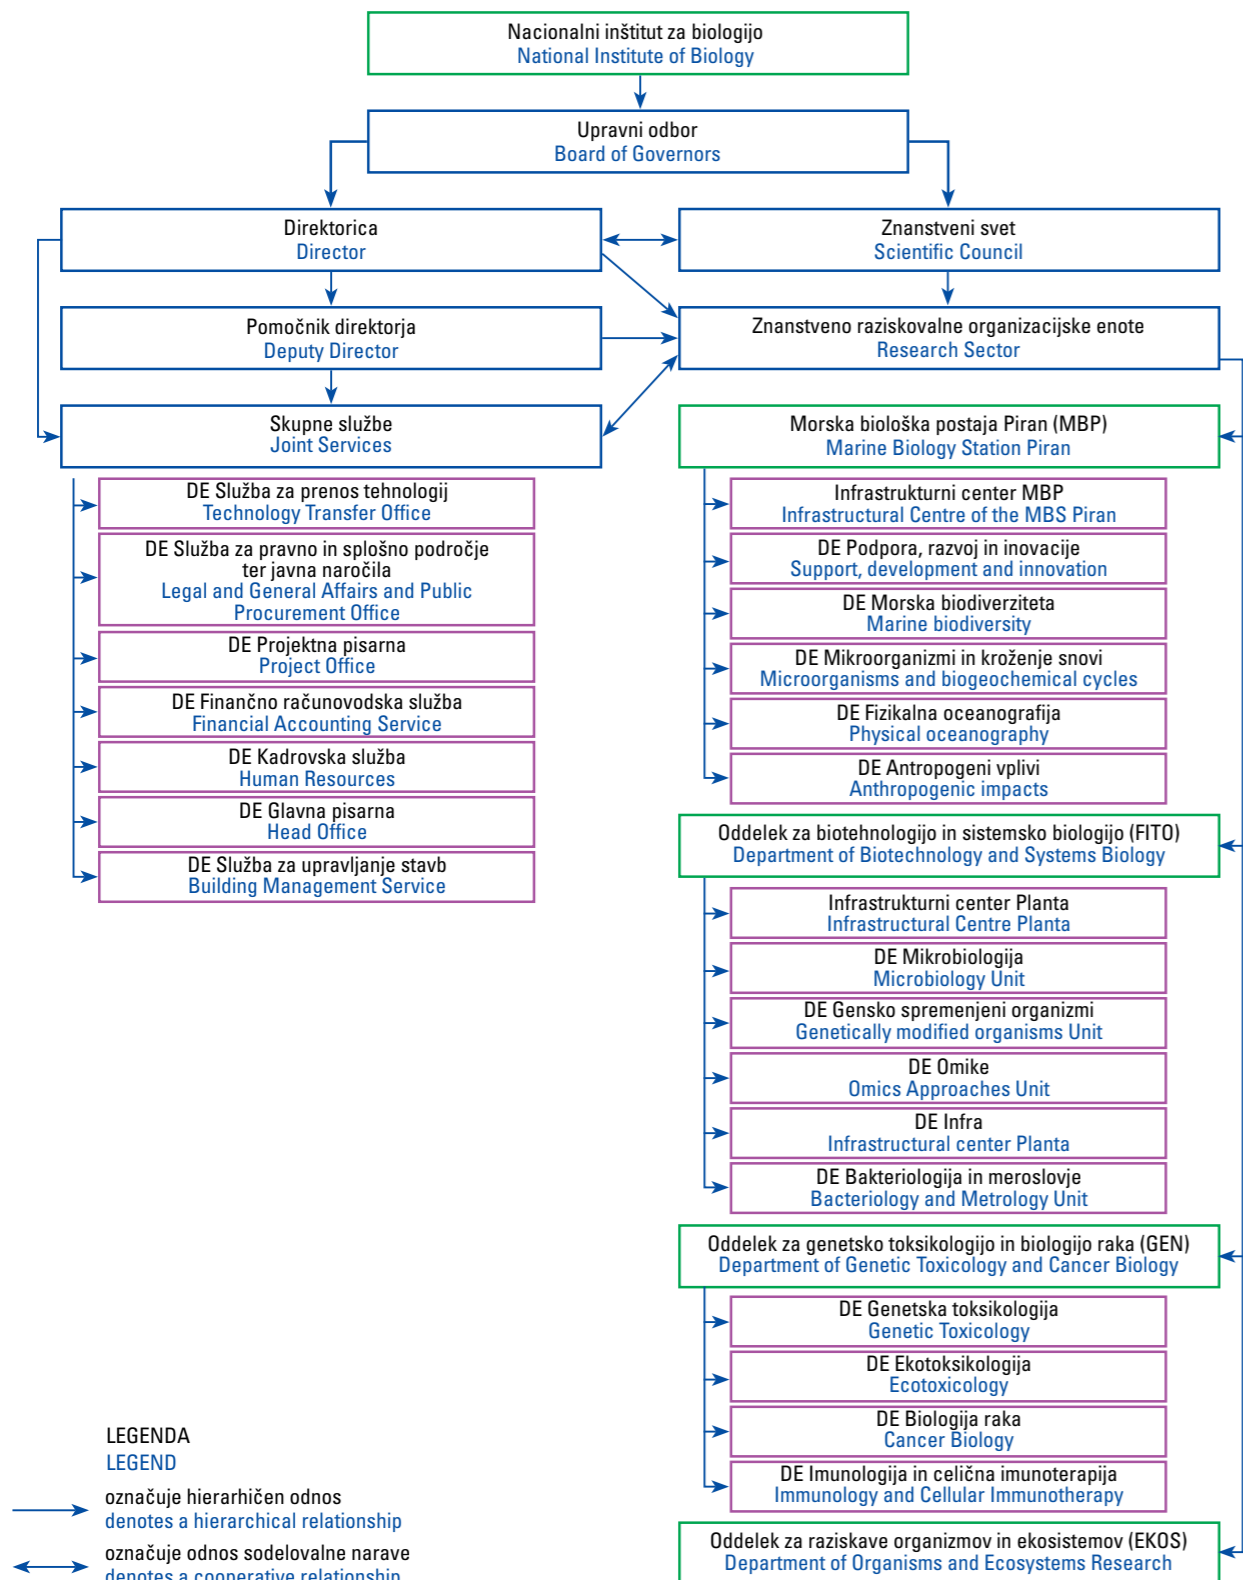 Nacionalni inštitut za biologijo
National Institute of Biology
Upravni odbor
Board of Governors
Direktorica
Director
Znanstveni svet
Scientific Council
Pomočnik direktorja
Deputy Director
Znanstveno raziskovalne organizacijske enote
Research Sector
Skupne službe
Joint Services
DE Služba za prenos tehnologij
Technology Transfer Office
DE Služba za pravno in splošno področje
ter javna naročila
Legal and General Affairs and Public
Procurement Office
DE Projektna pisarna
Project Office
DE Finančno računovodska služba
Financial Accounting Service
DE Kadrovska služba
Human Resources
DE Glavna pisarna
Head Office
DE Služba za upravljanje stavb
Building Management Service
Morska biološka postaja Piran (MBP)
Marine Biology Station Piran
Infrastrukturni center MBP
Infrastructural Centre of the MBS Piran
DE Podpora, razvoj in inovacije
Support, development and innovation
DE Morska biodiverziteta
Marine biodiversity
DE Mikroorganizmi in kroženje snovi
Microorganisms and biogeochemical cycles
DE Fizikalna oceanografija
Physical oceanography
DE Antropogeni vplivi
Anthropogenic impacts
Oddelek za biotehnologijo in sistemsko biologijo (FITO)
Department of Biotechnology and Systems Biology
Infrastrukturni center Planta
Infrastructural Centre Planta
DE Mikrobiologija
Microbiology Unit
DE Gensko spremenjeni organizmi
Genetically modified organisms Unit
DE Omike
Omics Approaches Unit
DE Infra
Infrastructural center Planta
DE Bakteriologija in meroslovje
Bacteriology and Metrology Unit
Oddelek za genetsko toksikologijo in biologijo raka (GEN)
Department of Genetic Toxicology and Cancer Biology
DE Genetska toksikologija
Genetic Toxicology
DE Ekotoksikologija
Ecotoxicology
DE Biologija raka
Cancer Biology
DE Imunologija in celična imunoterapija
Immunology and Cellular Immunotherapy
Oddelek za raziskave organizmov in ekosistemov (EKOS)
Department of Organisms and Ecosystems Research
LEGENDA
LEGEND
označuje hierarhičen odnos
denotes a hierarchical relationship
označuje odnos sodelovalne narave
denotes a cooperative relationship